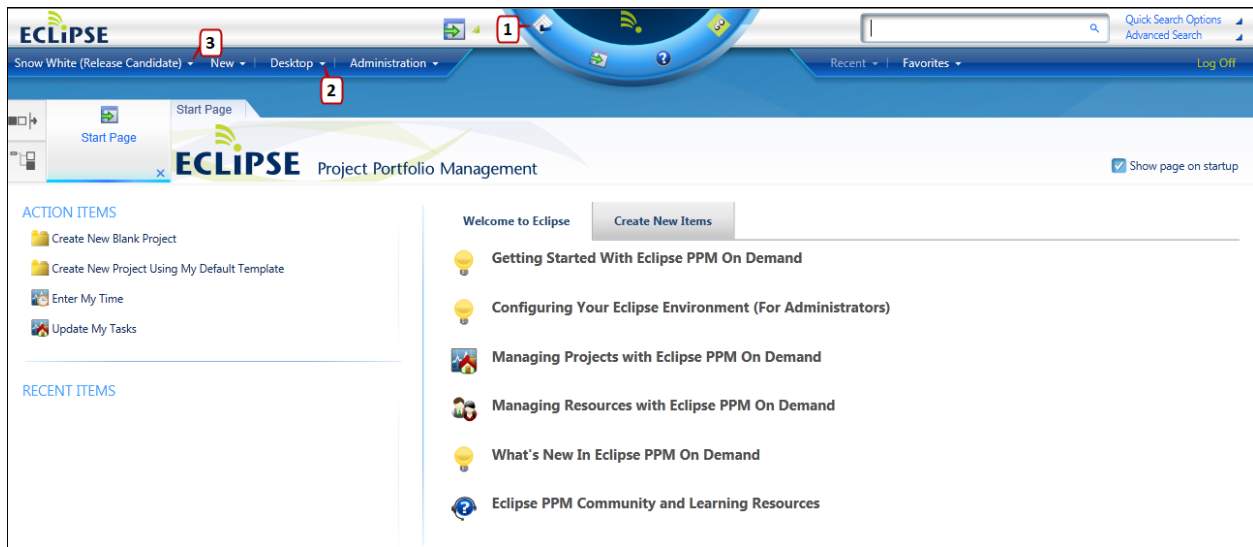 ECLiPSE
1
Quick Search Options
Advanced Search
3
Snow White (Release Candidate) New Desktop Administration
Recent Favorites Log Off
2
Start Page
Start Page
ECLiPSE Project Portfolio Management
Show page on startup
ACTION ITEMS
Create New Blank Project
Create New Project Using My Default Template
Enter My Time
Update My Tasks
RECENT ITEMS
Welcome to Eclipse Create New Items
Getting Started With Eclipse PPM On Demand
Configuring Your Eclipse Environment (For Administrators)
Managing Projects with Eclipse PPM On Demand
Managing Resources with Eclipse PPM On Demand
What's New In Eclipse PPM On Demand
Eclipse PPM Community and Learning Resources